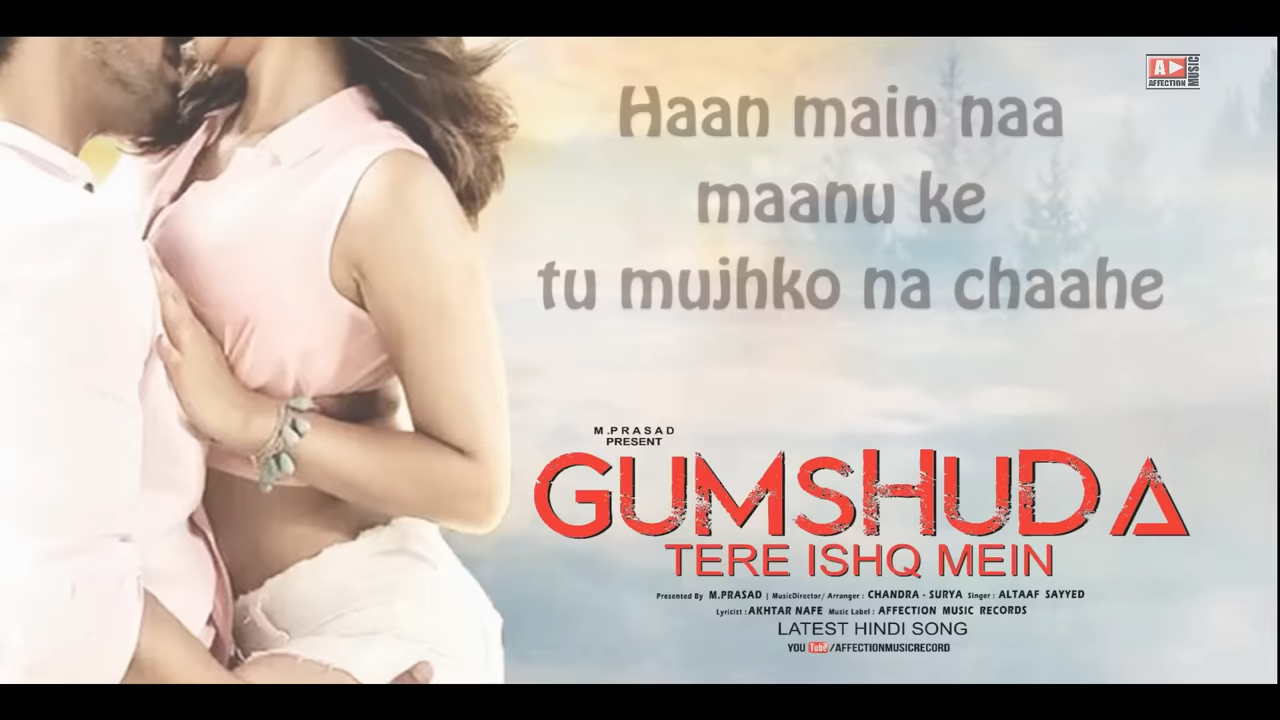 A
AFFECTION
MUSIC
Haan main naa
maanu ke
tu mujhko na chaahe
M.PRASAD
PRESENT
GUMSHUDA
TERE ISHQ MEIN
Presented By M.PRASAD | MusicDirector/ Arranger : CHANDRA - SURYA Singer : ALTAAF SAYYED
Lyricist : AKHTAR NAFE Music Label : AFFECTION MUSIC RECORDS
LATEST HINDI SONG
YOU Tube /AFFECTIONMUSICRECORD